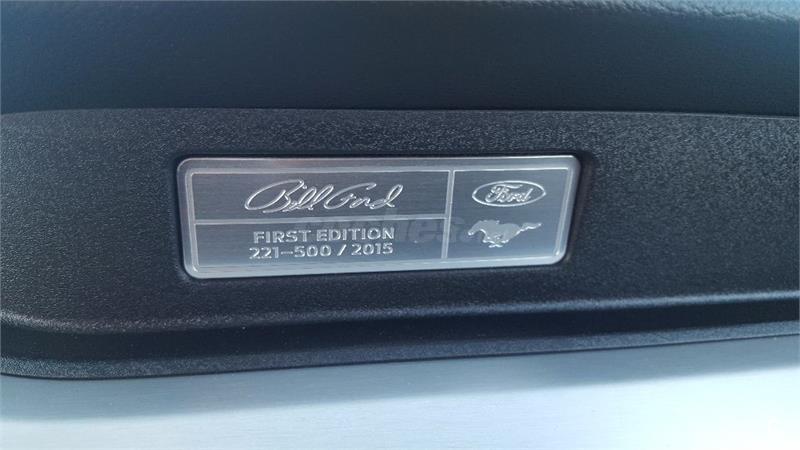 Bill Ford
FIRST EDITION
221-500 / 2015
Ford